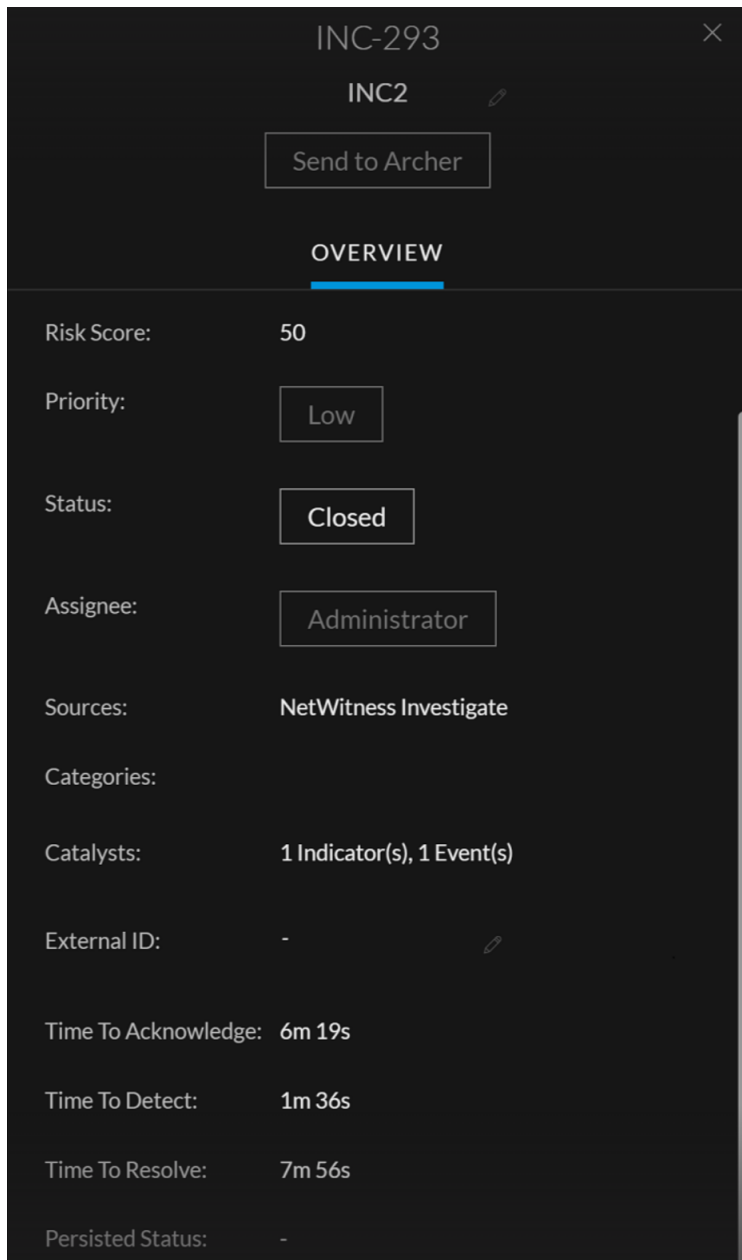 INC-293
INC2
Send to Archer
OVERVIEW
Risk Score: 50
Priority: Low
Status: Closed
Assignee: Administrator
Sources: NetWitness Investigate
Categories:
Catalysts: 1 Indicator(s), 1 Event(s)
External ID: -
Time To Acknowledge: 6m 19s
Time To Detect: 1m 36s
Time To Resolve: 7m 56s
Persisted Status: -